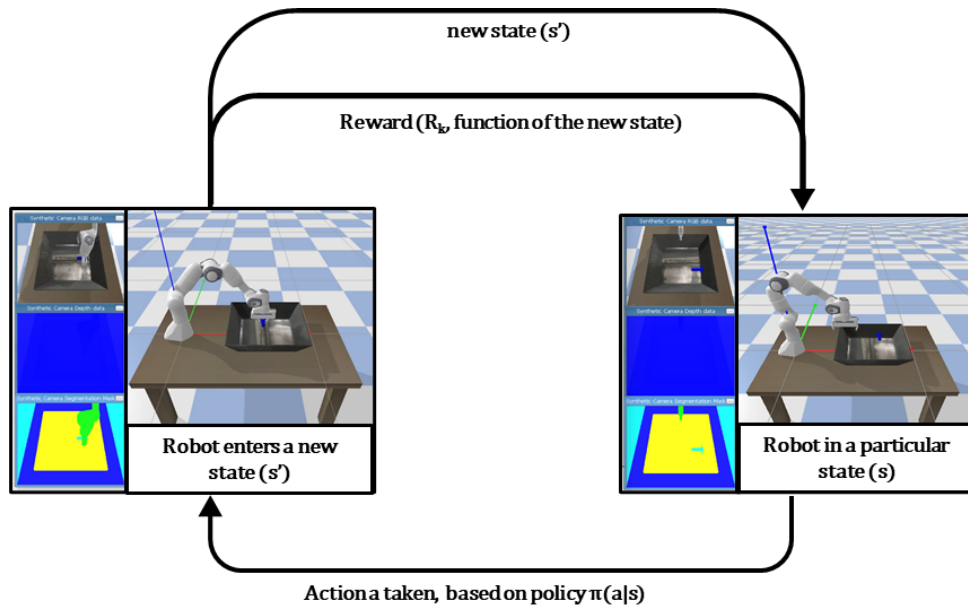 new state (s')
Reward (Rk, function of the new state)
Synthetic Camera RGB data
Synthetic Camera Depth data
Synthetic Camera Segmentation Mask
Robot enters a new
state (s’)
Synthetic Camera RGB data
Synthetic Camera Depth data
Synthetic Camera Segmentation Mask
Robot in a particular
state (s)
Action a taken, based on policy π(a|s)